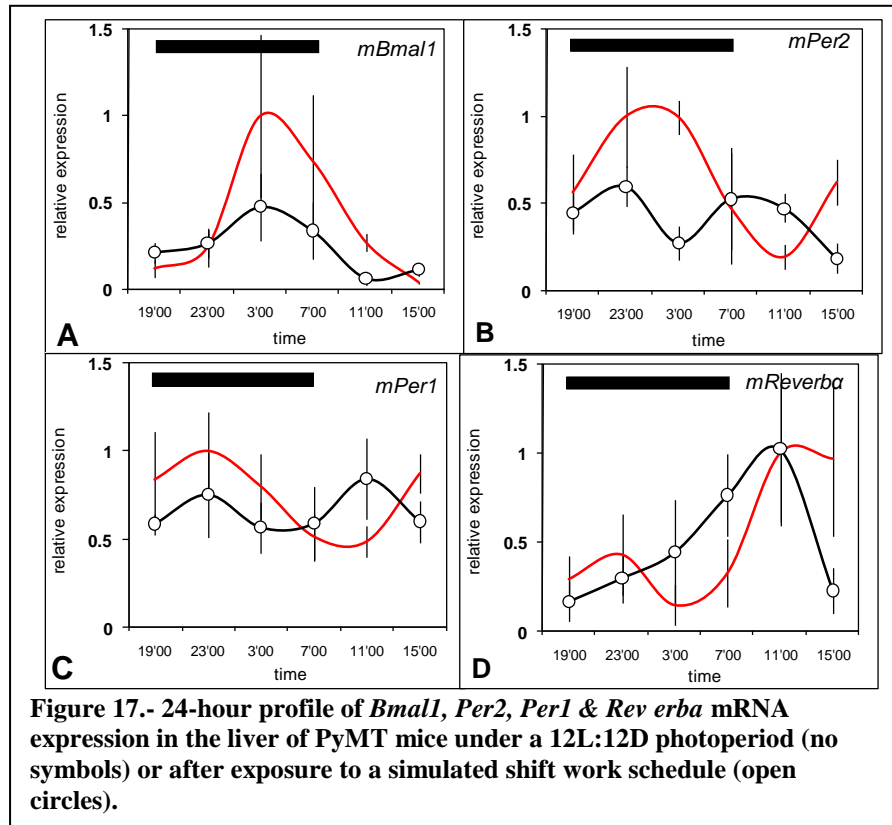 1.5
mBmal1
1
0.5
0
relative expression
19'00 23'00 3'00 7'00 11'00 15'00
time
A
1.5
mPer2
1
0.5
0
relative expression
19'00 23'00 3'00 7'00 11'00 15'00
time
B
1.5
mPer1
1
0.5
0
relative expression
19'00 23'00 3'00 7'00 11'00 15'00
time
C
1.5
mReverbα
1
0.5
0
relative expression
19'00 23'00 3'00 7'00 11'00 15'00
time
D
Figure 17.- 24-hour profile of Bmal1, Per2, Per1 & Rev erba mRNA
expression in the liver of PyMT mice under a 12L:12D photoperiod (no
symbols) or after exposure to a simulated shift work schedule (open
circles).